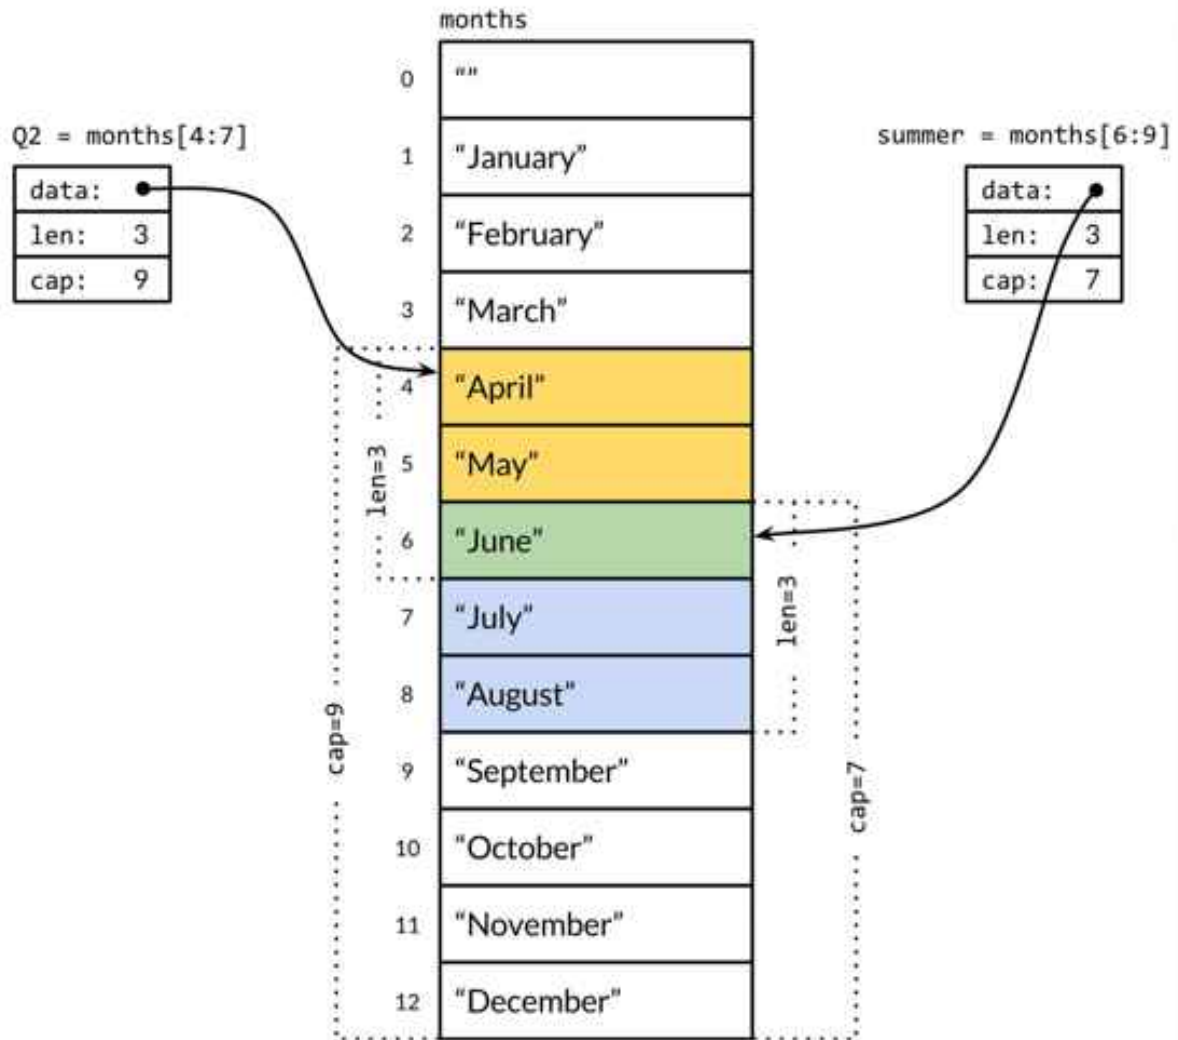 months
0 “”
Q2 = months[4:7]
data:
len: 3
cap: 9
summer = months[6:9]
data:
len: 3
cap: 7
1 “January”
2 “February”
3 “March”
4 “April”
5 “May”
6 “June”
7 “July”
8 “August”
9 “September”
10 “October”
11 “November”
12 “December”
len=3
cap=9
len=3
cap=7